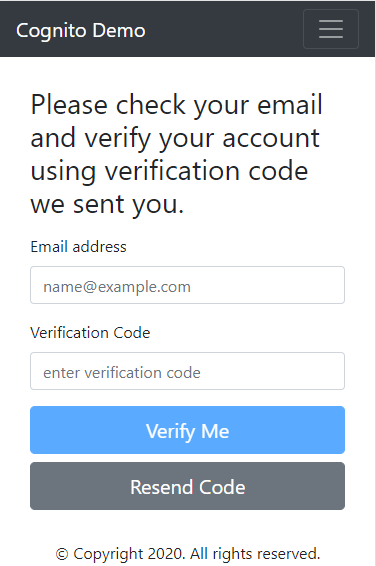 Cognito Demo
Please check your email
and verify your account
using verification code
we sent you.
Email address
name@example.com
Verification Code
enter verification code
Verify Me
Resend Code
© Copyright 2020. All rights reserved.